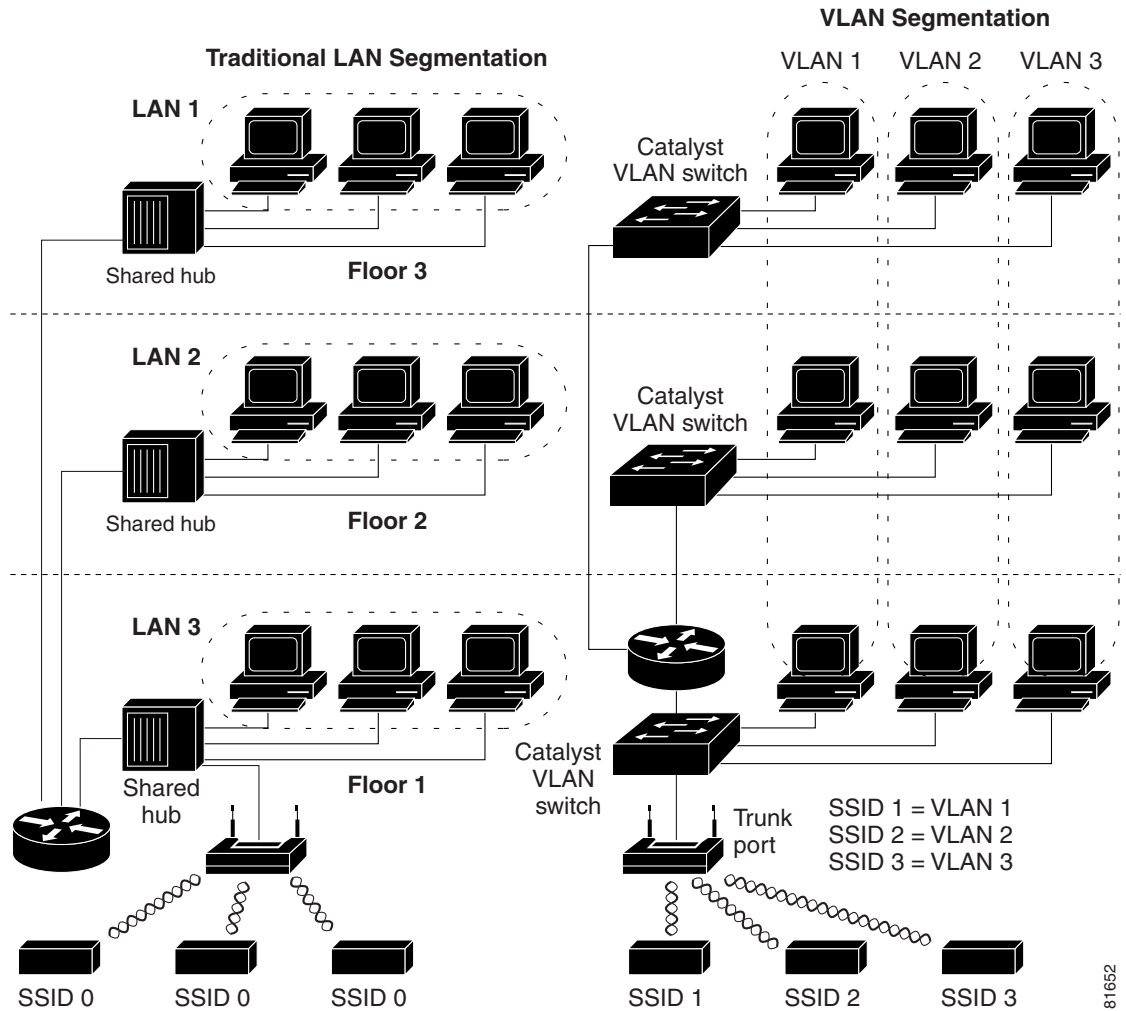 VLAN Segmentation
Traditional LAN Segmentation
VLAN 1
VLAN 2
VLAN 3
LAN 1
Catalyst
VLAN switch
Shared hub
Floor 3
LAN 2
Catalyst
VLAN switch
Shared hub
Floor 2
LAN 3
Shared
hub
Floor 1
Catalyst
VLAN
switch
Trunk
port
SSID 1 = VLAN 1
SSID 2 = VLAN 2
SSID 3 = VLAN 3
SSID 0
SSID 0
SSID 0
SSID 1
SSID 2
SSID 3
81652